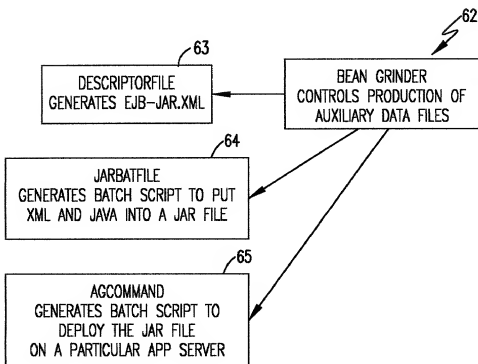 62
63
DESCRIPTORFILE
GENERATES EJB-JAR.XML
BEAN GRINDER
CONTROLS PRODUCTION OF
AUXILIARY DATA FILES
64
JARBATFILE
GENERATES BATCH SCRIPT TO PUT
XML AND JAVA INTO A JAR FILE
65
AGCOMMAND
GENERATES BATCH SCRIPT TO
DEPLOY THE JAR FILE
ON A PARTICULAR APP SERVER